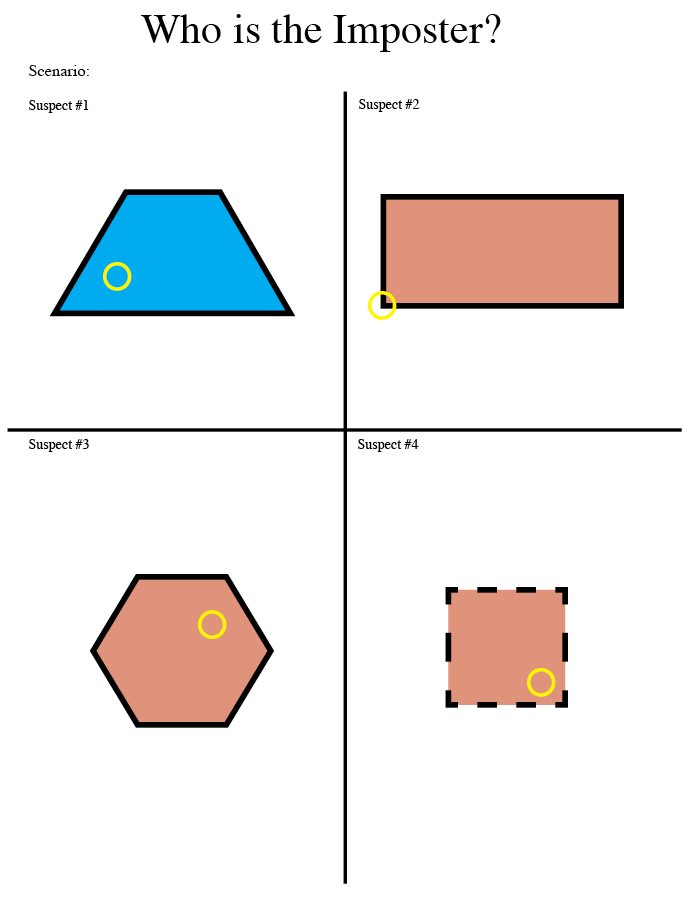 Who is the Imposter?
Scenario:
Suspect #1
Suspect #2
Suspect #3
Suspect #4